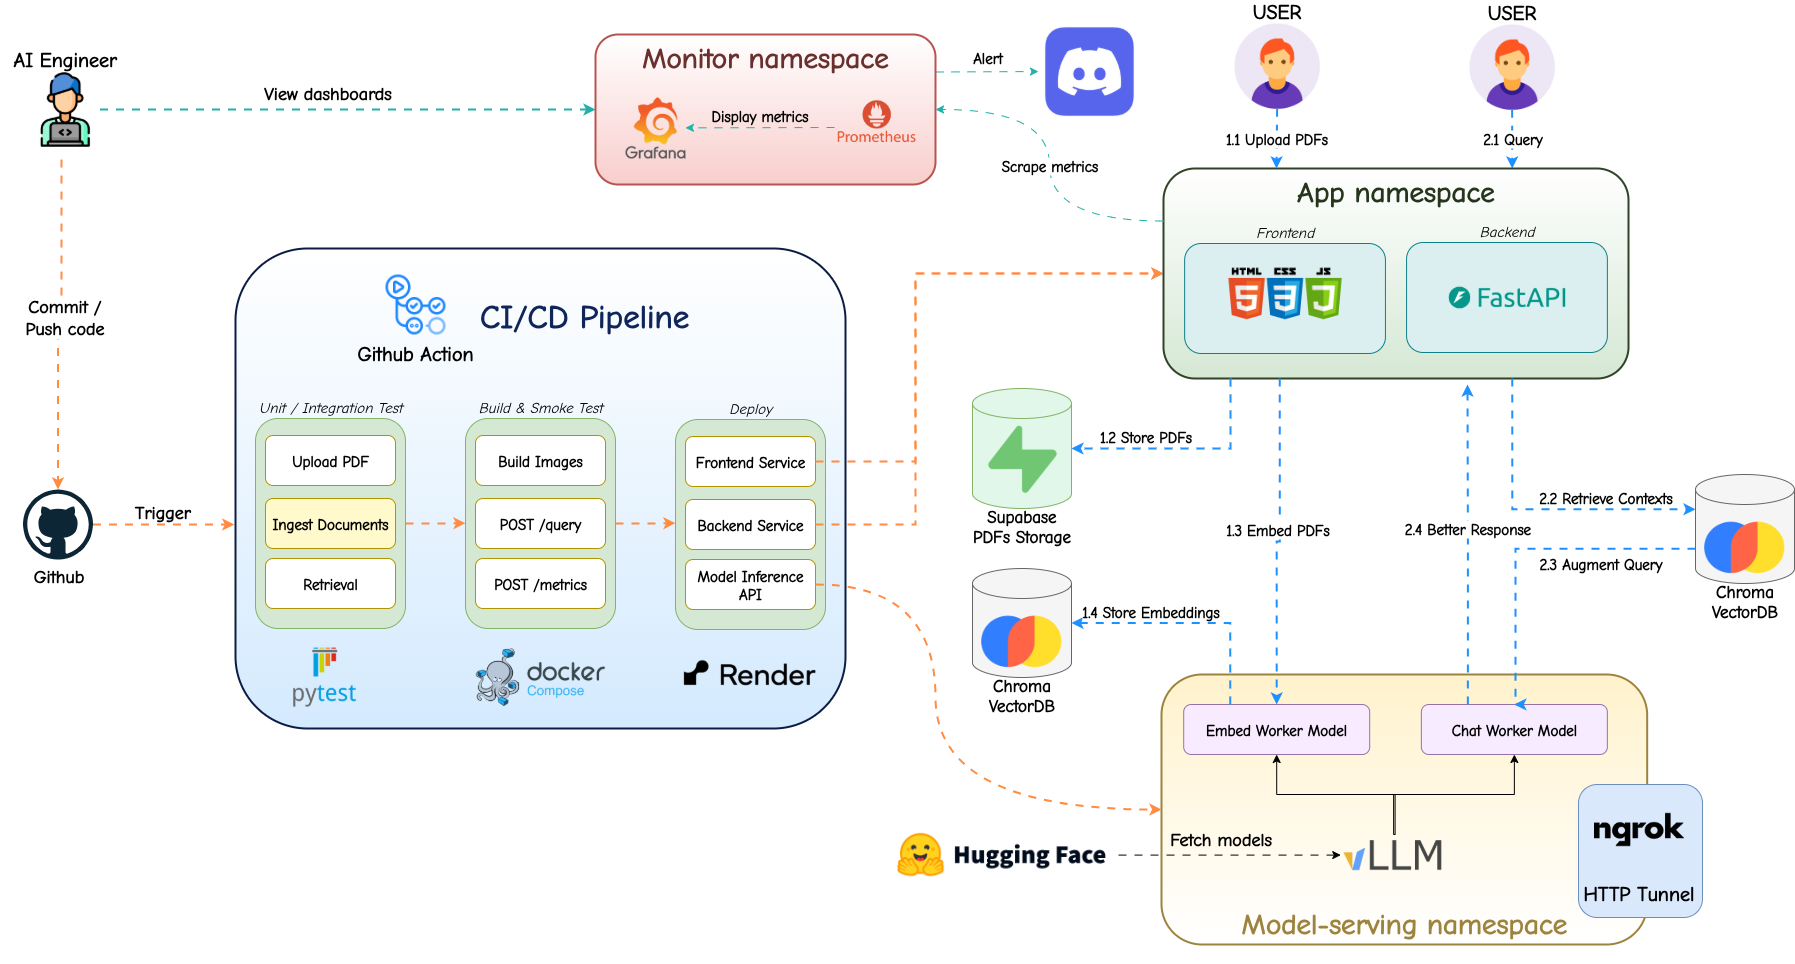 AI Engineer
View dashboards
Commit /
Push code
Github
Trigger
Monitor namespace
Grafana
Display metrics
Prometheus
Alert
Scrape metrics
USER
1.1 Upload PDFs
USER
2.1 Query
App namespace
Frontend
HTML
CSS
JS
5
3
J
Backend
FastAPI
CI/CD Pipeline
Github Action
Unit / Integration Test
Upload PDF
Ingest Documents
Retrieval
pytest
Build & Smoke Test
Build Images
POST /query
POST /metrics
docker
Compose
Deploy
Frontend Service
Backend Service
Model Inference
API
Render
1.2 Store PDFs
Supabase
PDFs Storage
1.3 Embed PDFs
1.4 Store Embeddings
Chroma
VectorDB
2.2 Retrieve Contexts
2.3 Augment Query
2.4 Better Response
Chroma
VectorDB
Embed Worker Model
Chat Worker Model
Hugging Face
Fetch models
vLLM
Model-serving namespace
ngrok
HTTP Tunnel